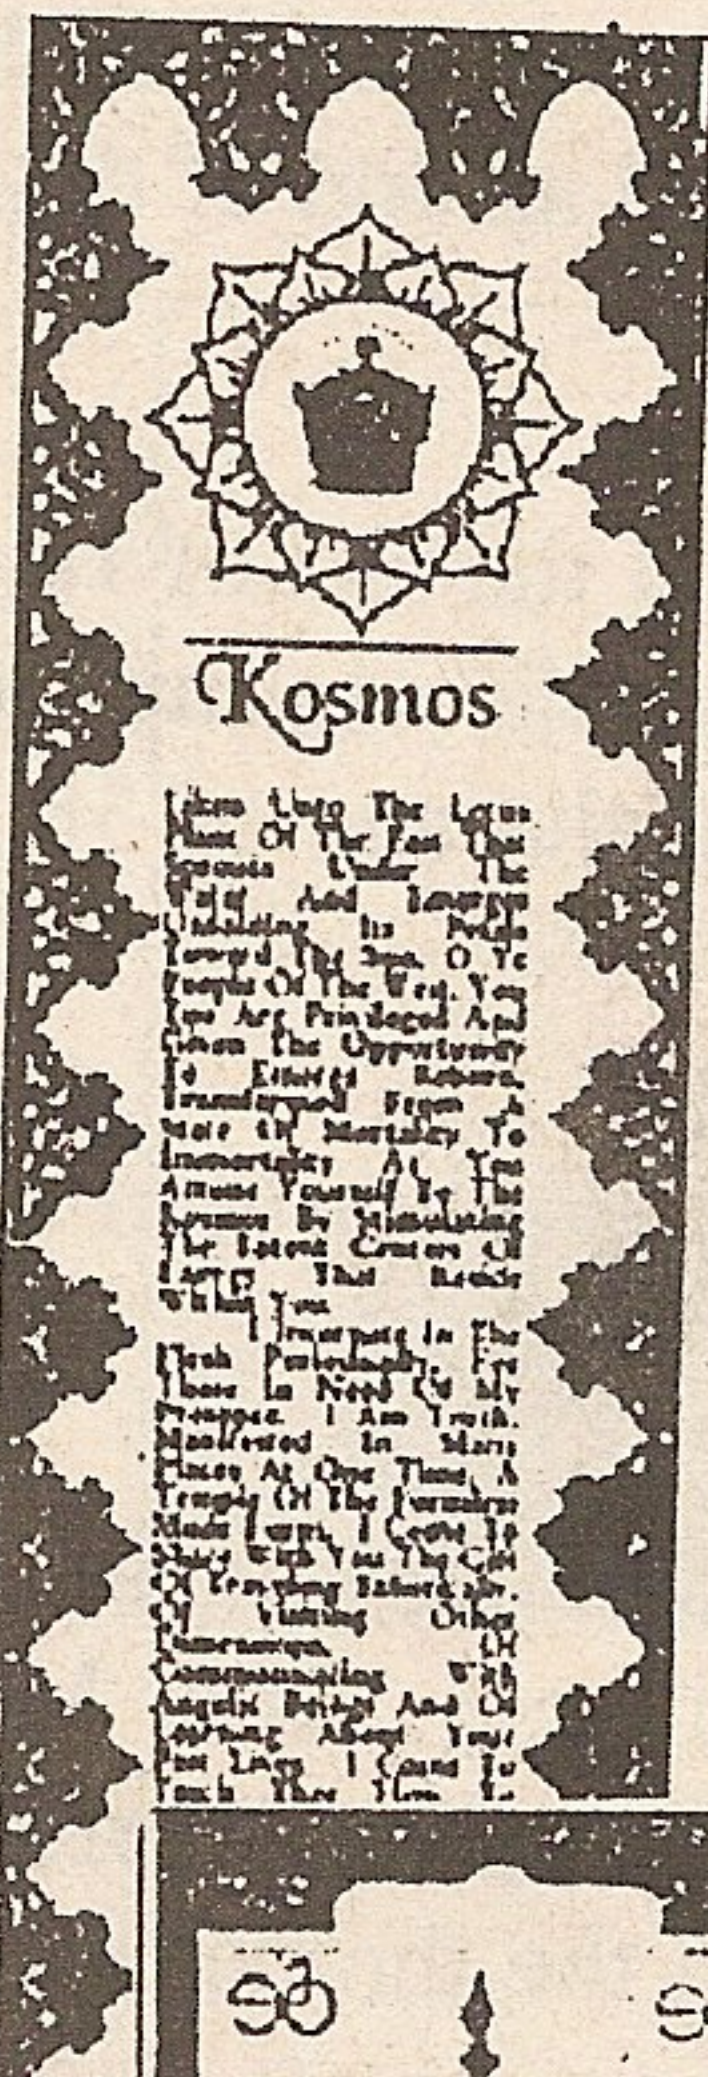 Kosmos
Unto The Lotus
Plant Of The East That
Under The
Water And Emerges
Unfolding Its Petals
Toward The Sun. O Ye
People Of The West, You
Too Are Privileged And
Given The Opportunity
To Emerge Reborn,
Transformed From A
State Of Mortality To
Immortality As You
Attune Yourself To The
Kosmos By Stimulating
The Latent Centers Of
Energy That Reside
Within You.
I Incarnate In The
Flesh Periodically, For
Those In Need Of My
Presence. I Am Truth,
Manifested In Many
Places At One Time, A
Temple Of The Formless
Made Form. I Come To
Share With You The Gift
Of Traveling Etherically,
Of Visiting Other
Dimensions, Of
Communicating With
Angelic Beings And Of
Learning About Your
Past Lives. I Come To
Teach Thee How To